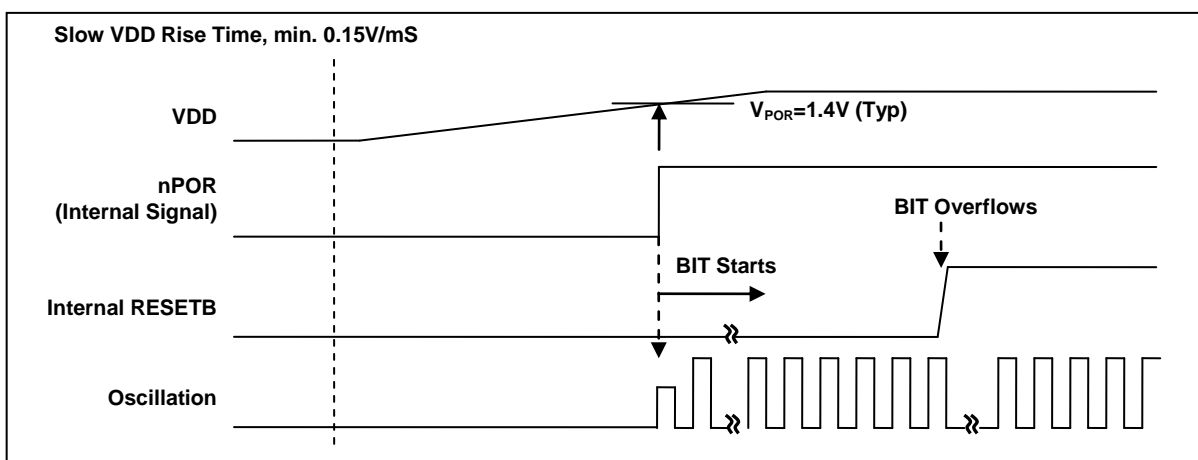 Slow VDD Rise Time, min. 0.15V/mS
VDD
VPOR=1.4V (Typ)
nPOR
(Internal Signal)
BIT Overflows
BIT Starts
Internal RESETB
Oscillation